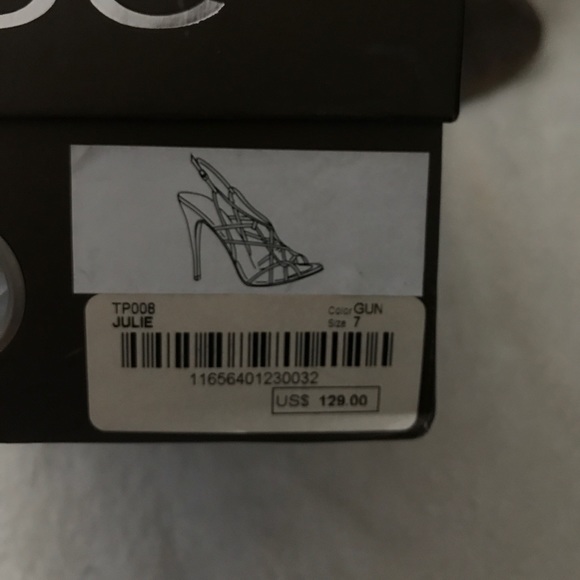 TP008
JULIE
Color GUN
Size 7
11656401230032
US$ 129.00